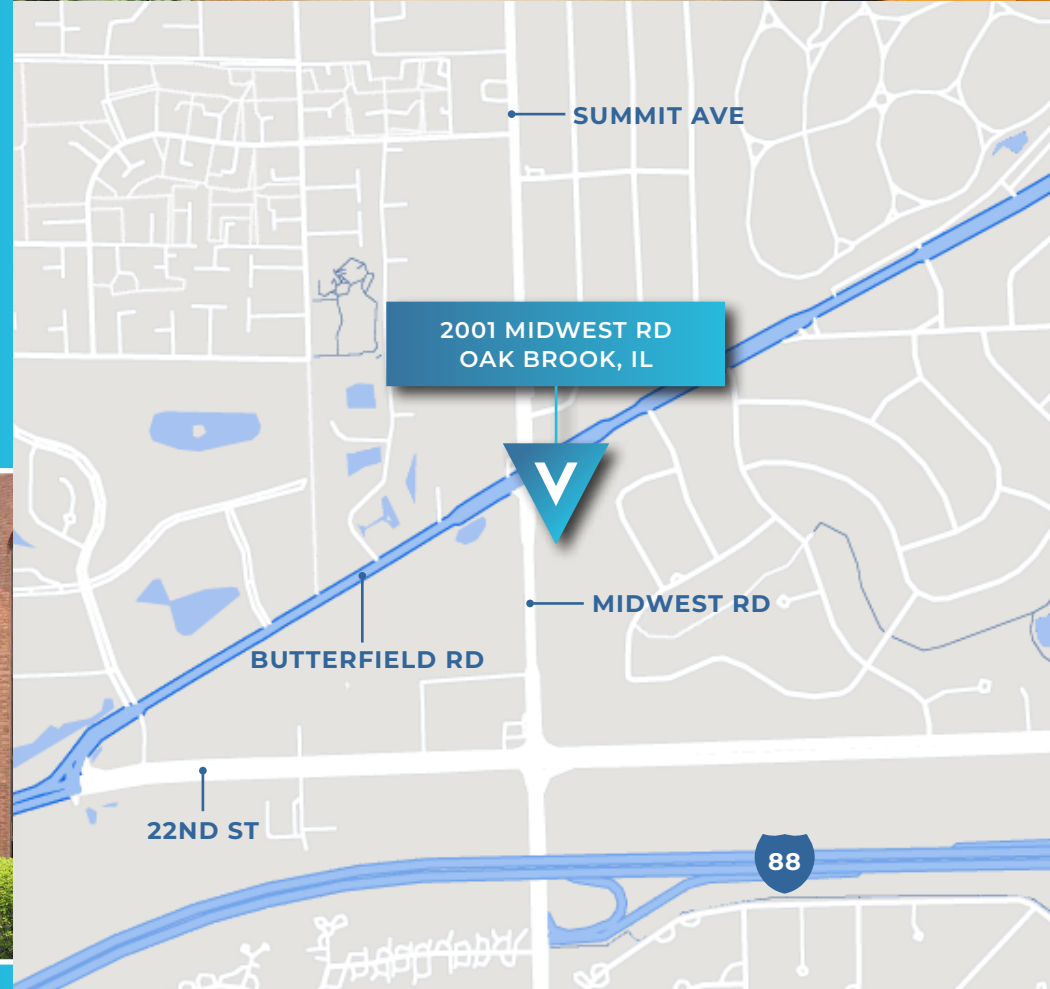 SUMMIT AVE
2001 MIDWEST RD
OAK BROOK, IL
V
MIDWEST RD
BUTTERFIELD RD
22ND ST
88